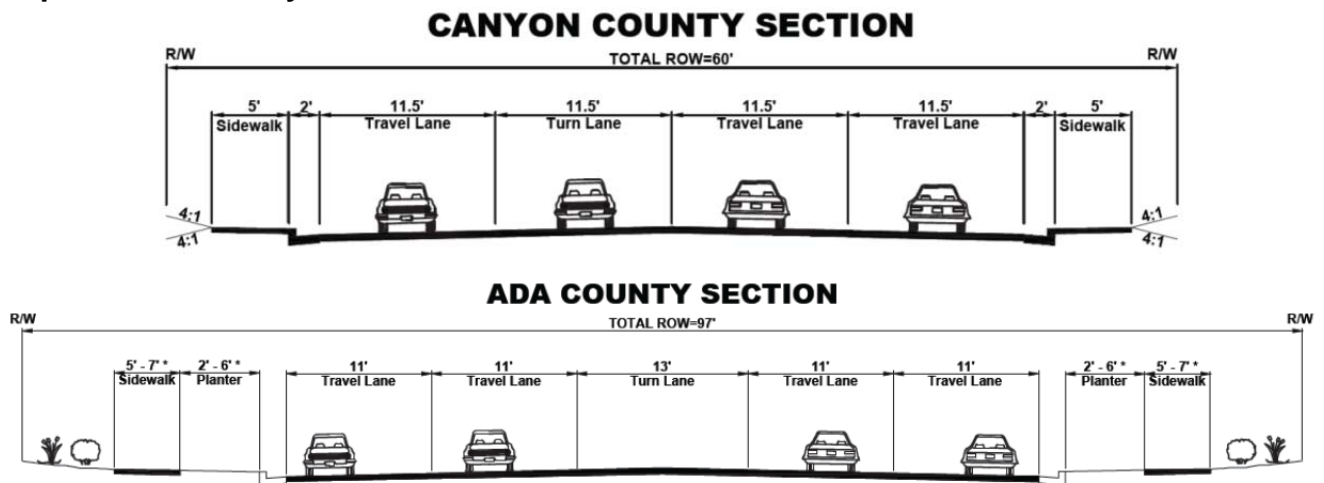 CANYON COUNTY SECTION
R/W TOTAL ROW=60' R/W
5' 2' 11.5' 11.5' 11.5' 11.5' 2' 5'
Sidewalk Travel Lane Turn Lane Travel Lane Travel Lane Sidewalk
4:1 4:1
4:1 4:1
ADA COUNTY SECTION
R/W TOTAL ROW=97' R/W
5' - 7' * 2' - 6' * 11' 11' 13' 11' 11' 2' - 6' * 5' - 7' *
Sidewalk Planter Travel Lane Travel Lane Turn Lane Travel Lane Travel Lane Planter Sidewalk